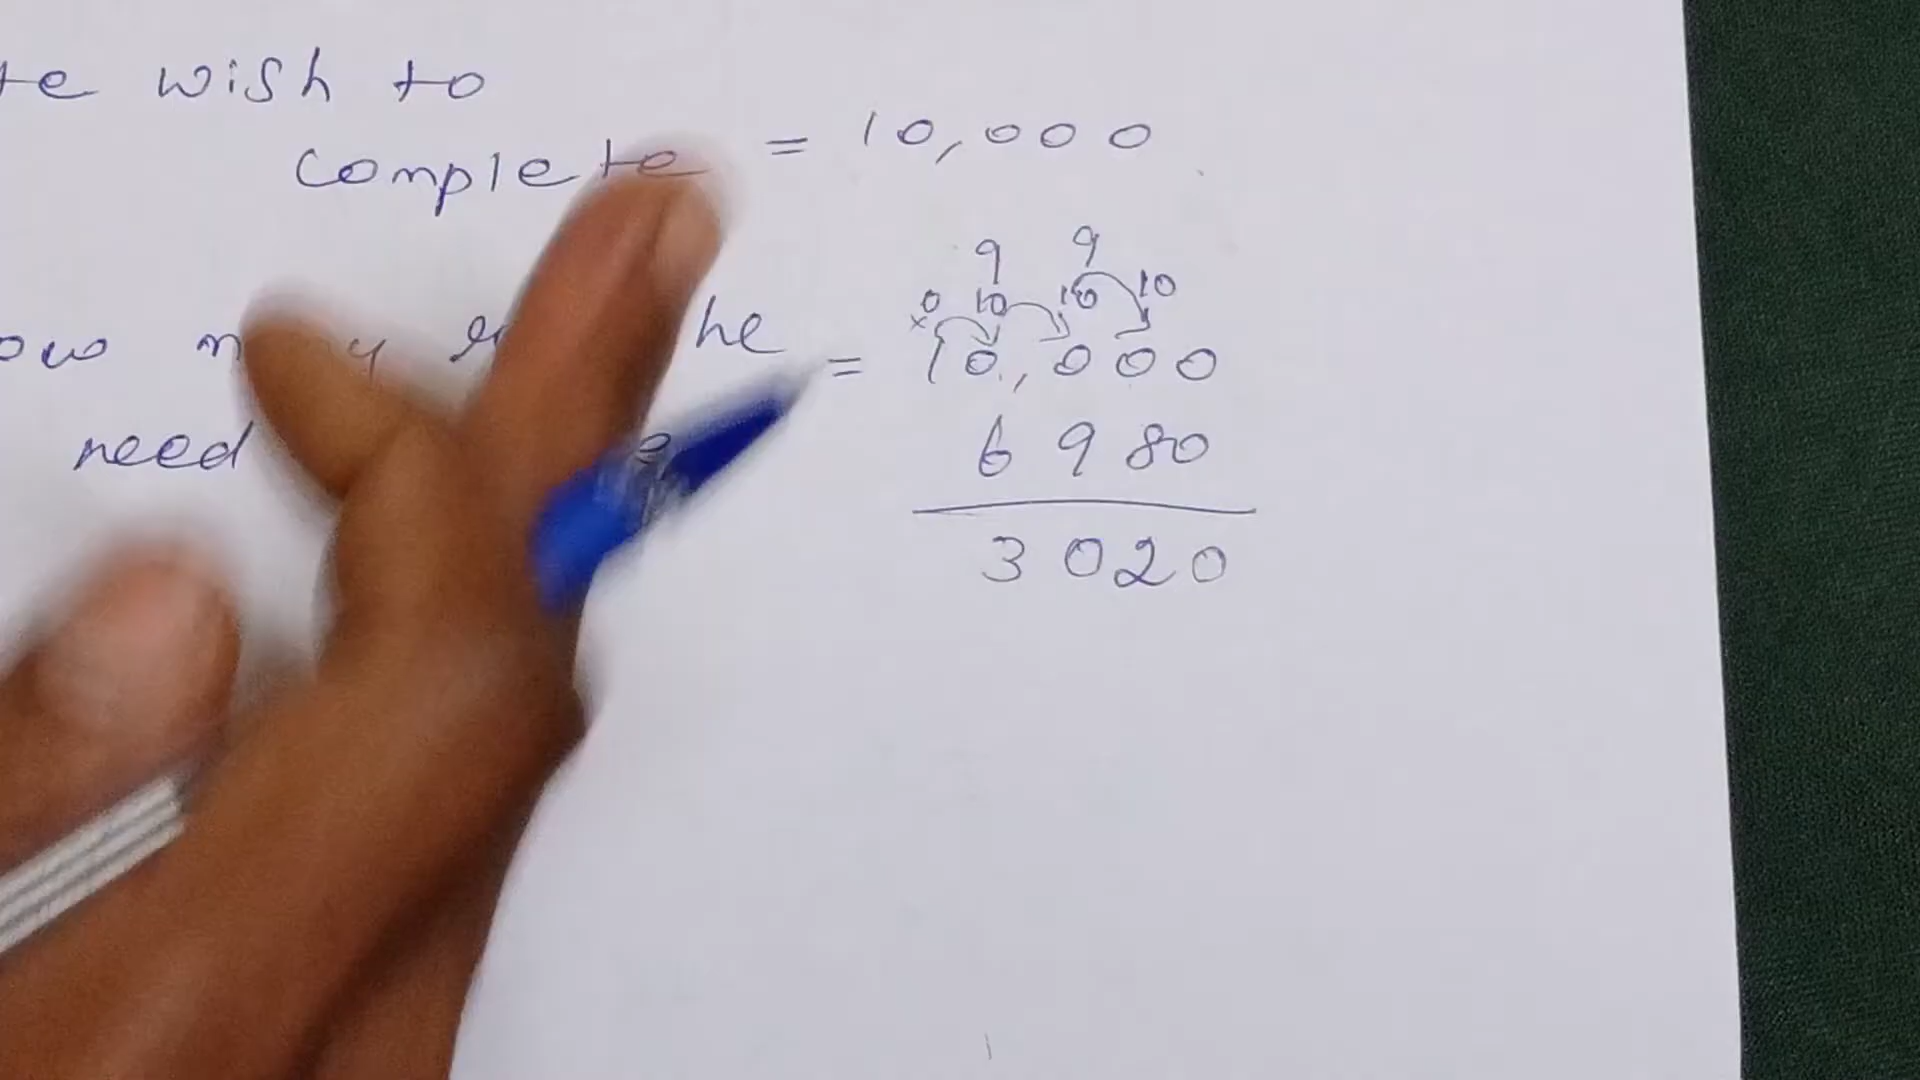 te wish to
complete = 10,000
9 9
0 10 10 10
ow he = 10,000
need 6980
3020